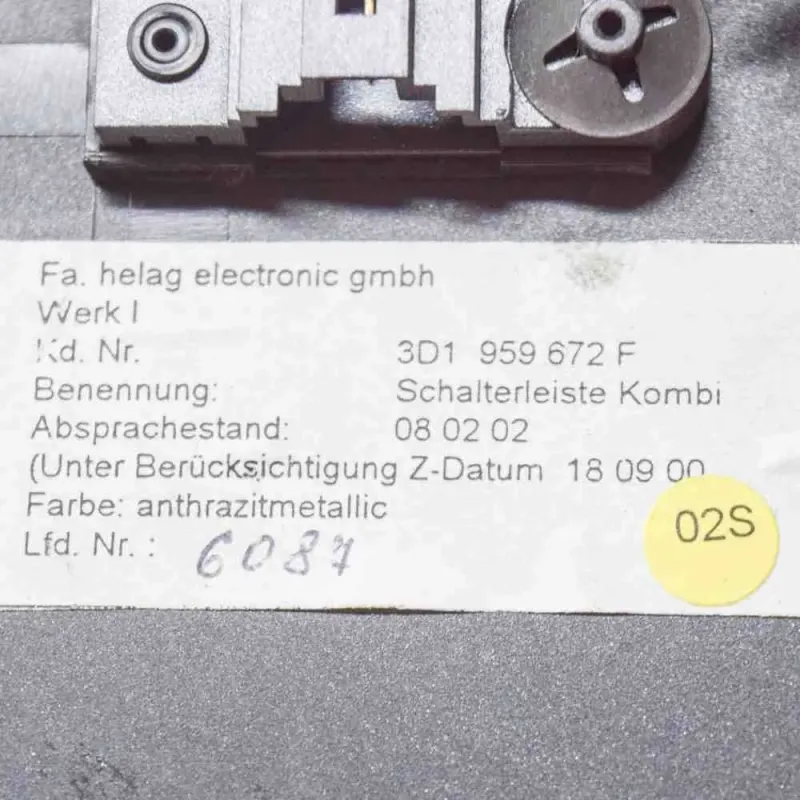 Fa. helag electronic gmbh
Werk I
Kd. Nr. 3D1 959 672 F
Benennung: Schalterleiste Kombi
Absprachestand: 08 02 02
(Unter Berücksichtigung Z-Datum 18 09 00
Farbe: anthrazitmetallic
02S
Lfd. Nr. : 6087